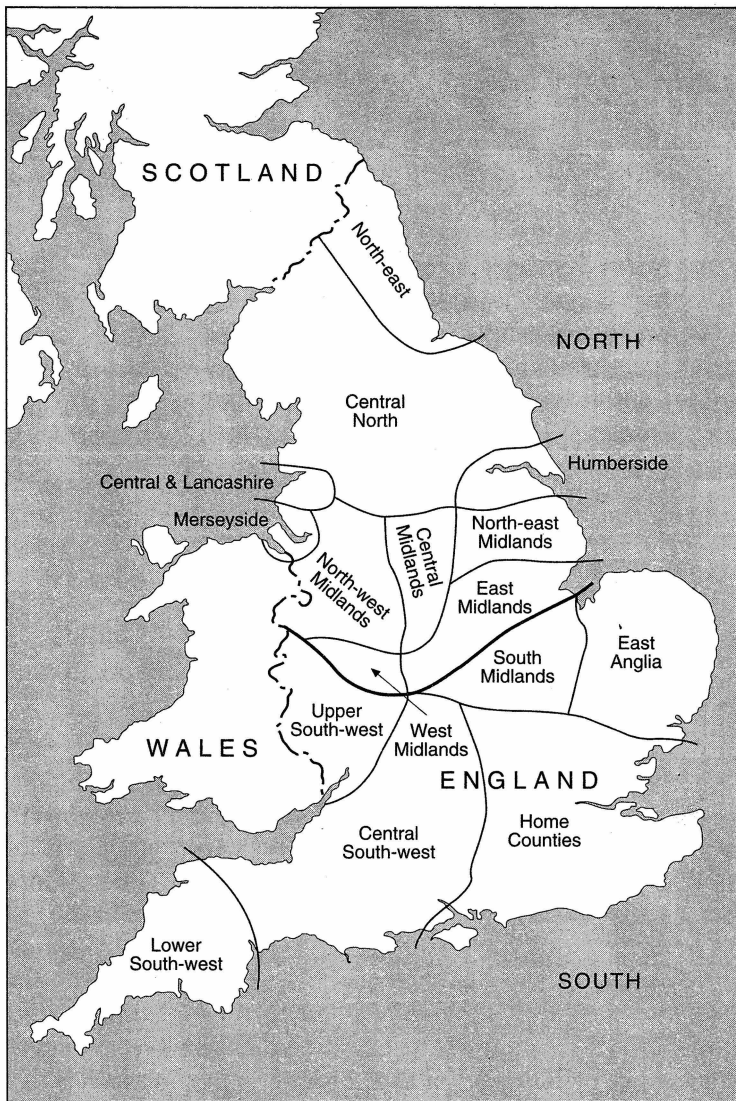 SCOTLAND
North-east
NORTH
Central
North
Humberside
Central & Lancashire
Merseyside
Central
Midlands
North-east
Midlands
North-west
Midlands
East
Midlands
East
Anglia
South
Midlands
Upper
South-west
West
Midlands
WALES
ENGLAND
Central
South-west
Home
Counties
Lower
South-west
SOUTH